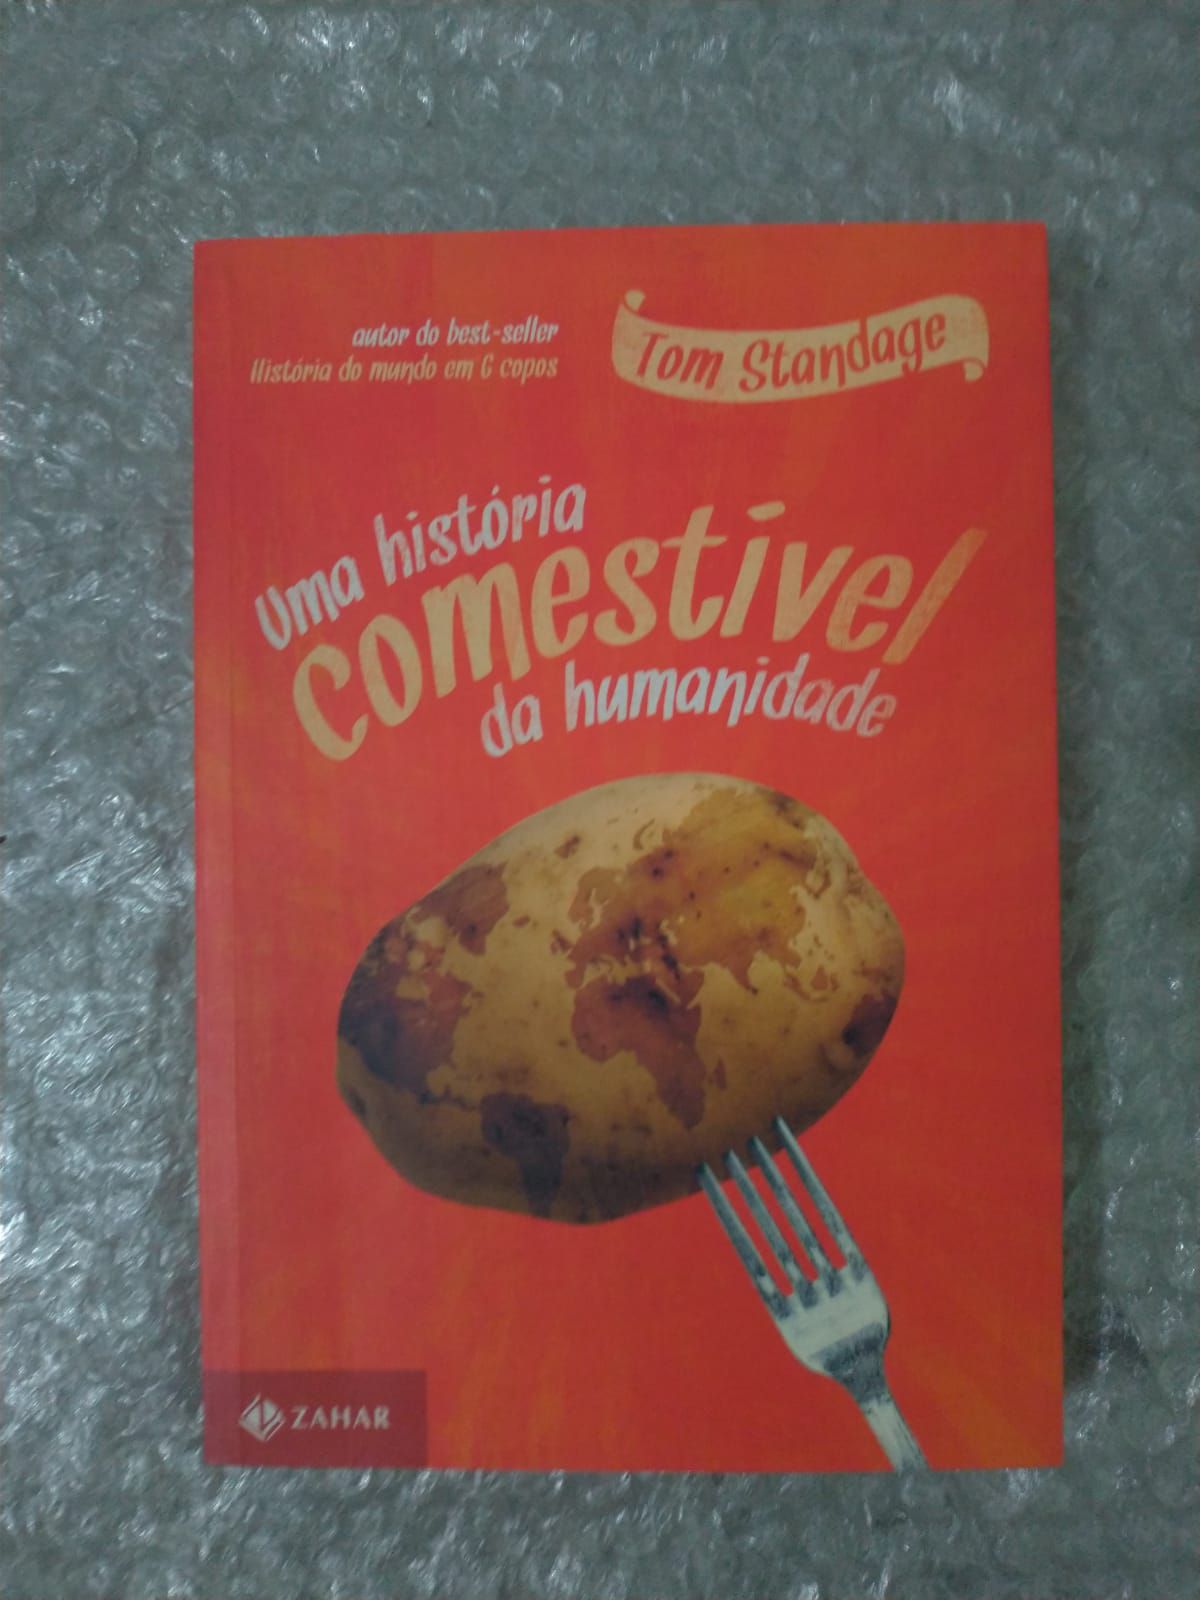 autor do best-seller
História do mundo em 6 copos
Tom Standage
Uma história
comestível
da humanidade
ZAHAR